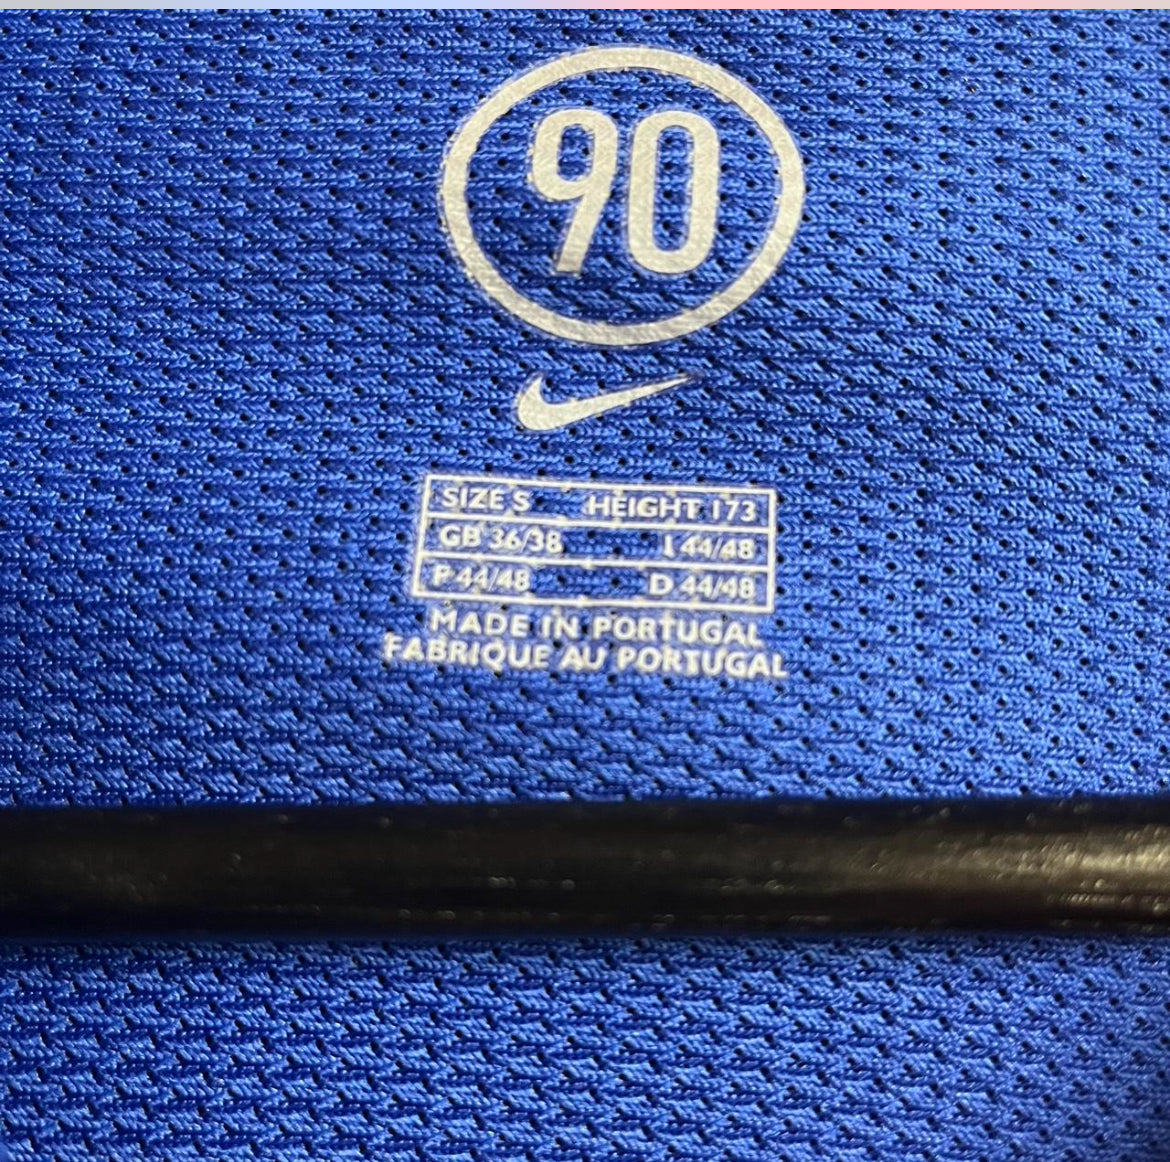 90
SIZE S HEIGHT 173
GB 36/38 I 44/48
P 44/48 D 44/48
MADE IN PORTUGAL
FABRIQUE AU PORTUGAL